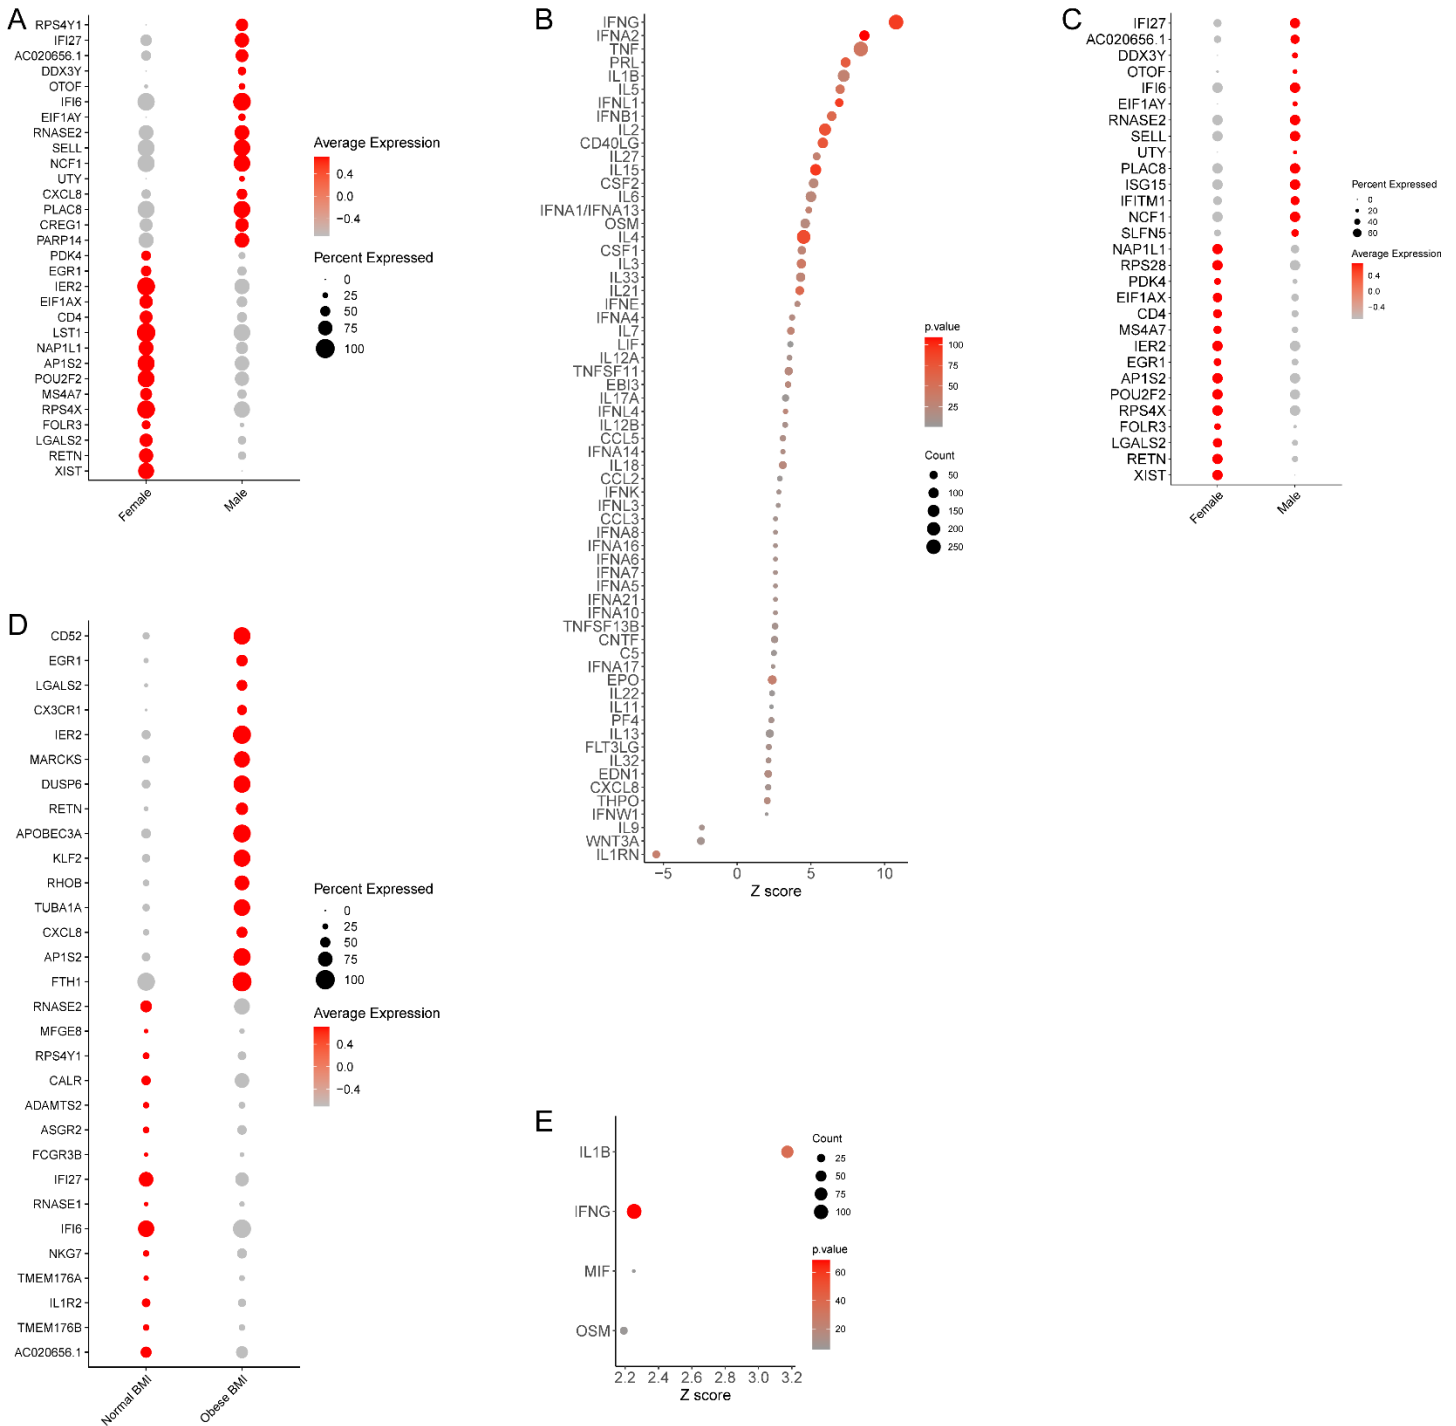 A
RPS4Y1
IFI27
AC020656.1
DDX3Y
OTOF
IFI6
EIF1AY
RNASE2
SELL
NCF1
UTY
CXCL8
PLAC8
CREG1
PARP14
PDK4
EGR1
IER2
EIF1AX
CD4
LST1
NAP1L1
AP1S2
POU2F2
MS4A7
RPS4X
FOLR3
LGALS2
RETN
XIST
Female
Male
Average Expression
0.4
0.0
−0.4
Percent Expressed
0
25
50
75
100
B
IFNG
IFNA2
TNF
PRL
IL1B
IL5
IFNL1
IFNB1
IL2
CD40LG
IL27
IL15
CSF2
IL6
IFNA1/IFNA13
OSM
IL4
CSF1
IL3
IL33
IL21
IFNE
IFNA4
IL7
LIF
IL12A
TNFSF11
EBI3
IL17A
IFNL4
IL12B
CCL5
IFNA14
IL18
CCL2
IFNK
IFNL3
CCL3
IFNA8
IFNA16
IFNA6
IFNA7
IFNA5
IFNA21
IFNA10
TNFSF13B
CNTF
C5
IFNA17
EPO
IL22
IL11
PF4
IL13
FLT3LG
IL32
EDN1
CXCL8
THPO
IFNW1
IL9
WNT3A
IL1RN
−5
0
5
10
Z score
p.value
100
75
50
25
Count
50
100
150
200
250
C
IFI27
AC020656.1
DDX3Y
OTOF
IFI6
EIF1AY
RNASE2
SELL
UTY
PLAC8
ISG15
IFITM1
NCF1
SLFN5
NAP1L1
RPS28
PDK4
EIF1AX
CD4
MS4A7
IER2
EGR1
AP1S2
POU2F2
RPS4X
FOLR3
LGALS2
RETN
XIST
Female
Male
Percent Expressed
0
20
40
60
Average Expression
0.4
0.0
−0.4
D
CD52
EGR1
LGALS2
CX3CR1
IER2
MARCKS
DUSP6
RETN
APOBEC3A
KLF2
RHOB
TUBA1A
CXCL8
AP1S2
FTH1
RNASE2
MFGE8
RPS4Y1
CALR
ADAMTS2
ASGR2
FCGR3B
IFI27
RNASE1
IFI6
NKG7
TMEM176A
IL1R2
TMEM176B
AC020656.1
Normal BMI
Obese BMI
Percent Expressed
0
25
50
75
100
Average Expression
0.4
0.0
−0.4
E
IL1B
IFNG
MIF
OSM
2.2
2.4
2.6
2.8
3.0
3.2
Z score
Count
25
50
75
100
p.value
60
40
20